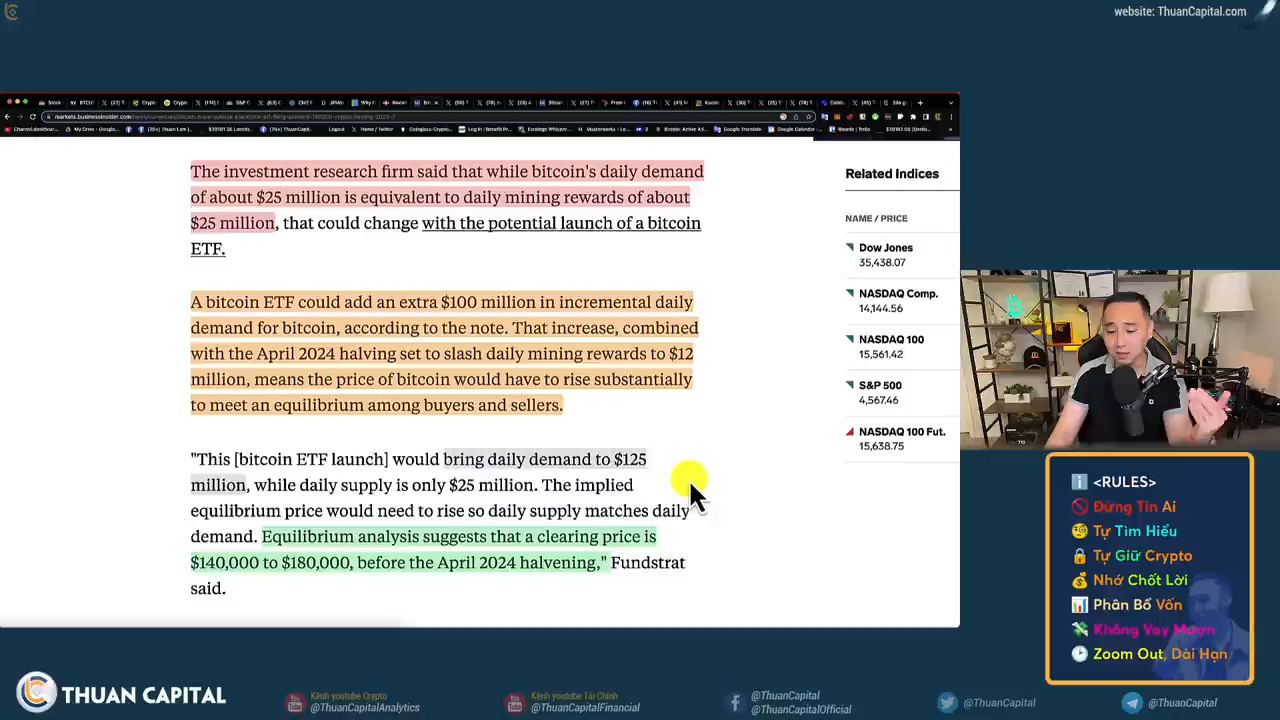 website: ThuanCapital.com
The investment research firm said that while bitcoin's daily demand
of about $25 million is equivalent to daily mining rewards of about
$25 million, that could change with the potential launch of a bitcoin
ETF.
A bitcoin ETF could add an extra $100 million in incremental daily
demand for bitcoin, according to the note. That increase, combined
with the April 2024 halving set to slash daily mining rewards to $12
million, means the price of bitcoin would have to rise substantially
to meet an equilibrium among buyers and sellers.
"This [bitcoin ETF launch] would bring daily demand to $125
million, while daily supply is only $25 million. The implied
equilibrium price would need to rise so daily supply matches daily
demand. Equilibrium analysis suggests that a clearing price is
$140,000 to $180,000, before the April 2024 halvening," Fundstrat
said.
Related Indices
NAME / PRICE
Dow Jones
35,438.07
NASDAQ Comp.
14,144.56
NASDAQ 100
15,561.42
S&P 500
4,567.46
NASDAQ 100 Fut.
15,638.75
<RULES>
Đừng Tin Ai
Tự Tìm Hiểu
Tự Giữ Crypto
Nhớ Chốt Lời
Phân Bổ Vốn
Không Vay Mượn
Zoom Out, Dài Hạn
THUAN CAPITAL
Kênh youtube Crypto
@ThuanCapitalAnalytics
Kênh youtube Tài Chính
@ThuanCapitalFinancial
@ThuanCapital
@ThuanCapitalOfficial
@ThuanCapital
@ThuanCapital